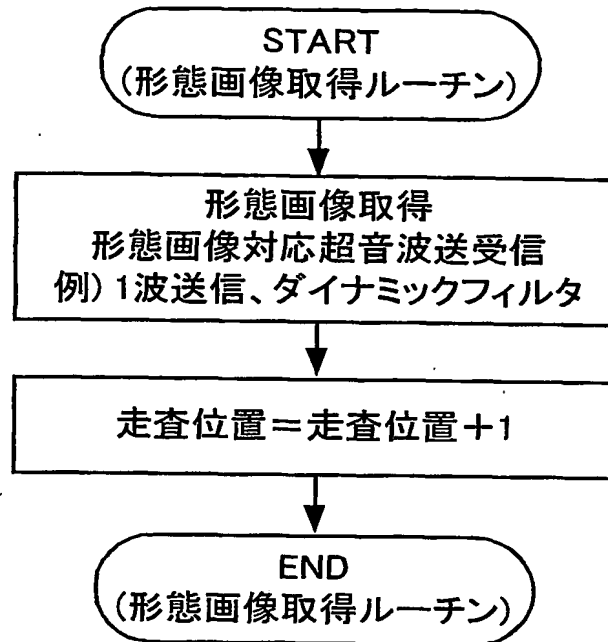 START
(形態画像取得ルーチン)
形態画像取得
形態画像対応超音波送受信
例)1波送信、ダイナミックフィルタ
走査位置=走査位置+1
END
(形態画像取得ルーチン)